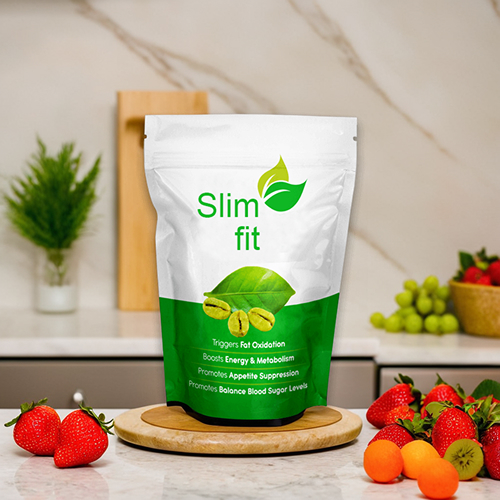 Slim
fit
Triggers Fat Oxidation
Boosts Energy & Metabolism
Promotes Appetite Suppression
Promotes Balance Blood Sugar Levels